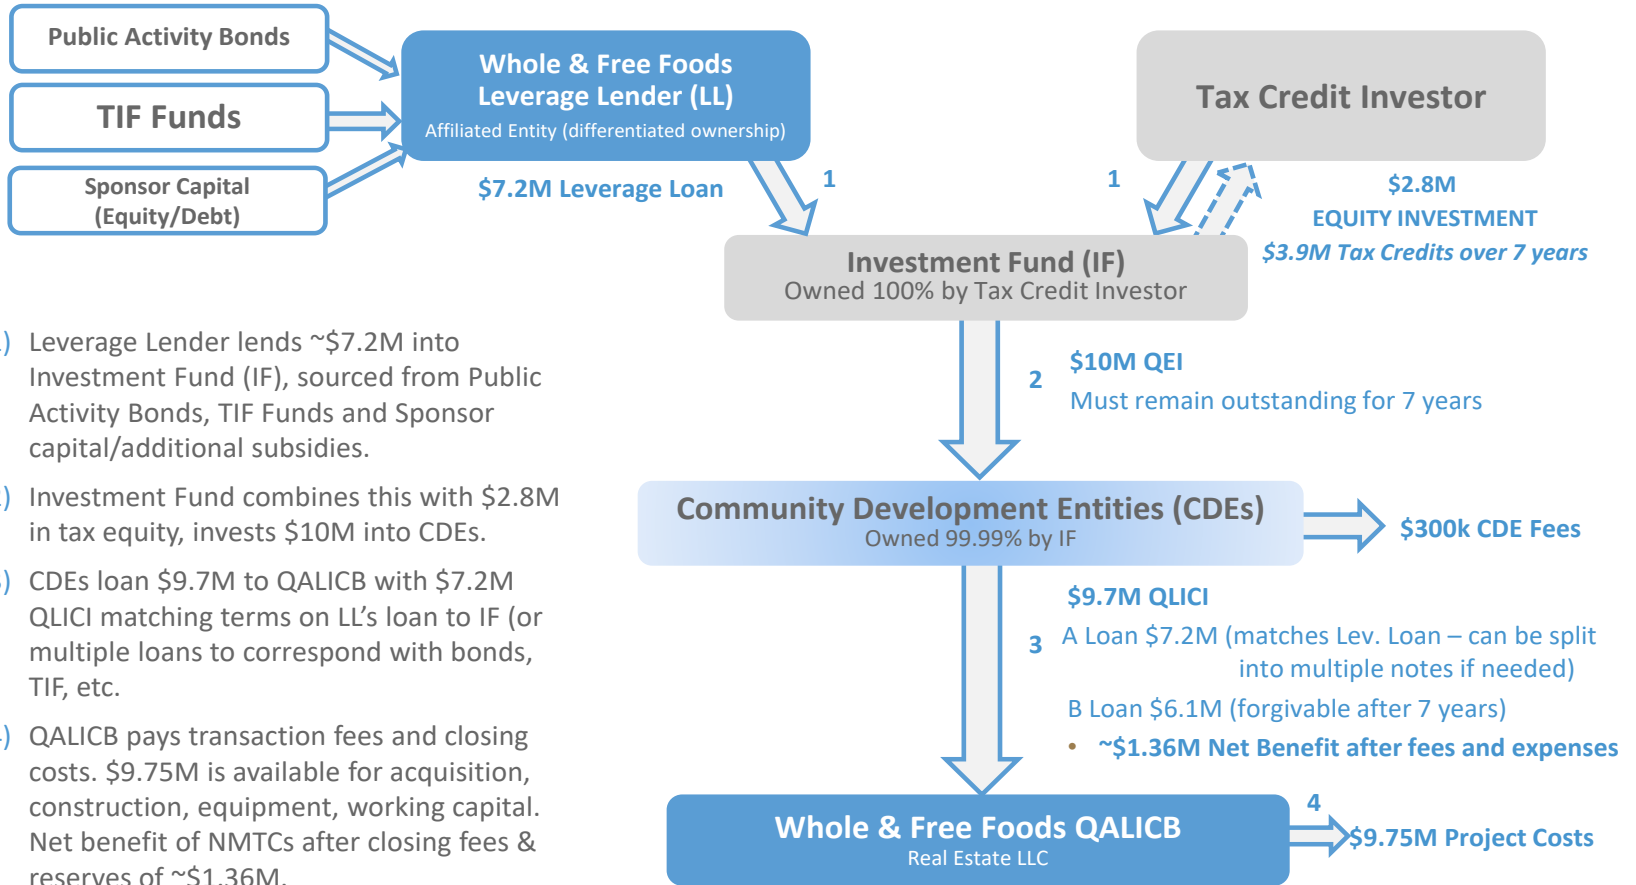 Public Activity Bonds
TIF Funds
Sponsor Capital
(Equity/Debt)
Whole & Free Foods
Leverage Lender (LL)
Affiliated Entity (differentiated ownership)
$7.2M Leverage Loan
1
Tax Credit Investor
1
$2.8M
EQUITY INVESTMENT
$3.9M Tax Credits over 7 years
Investment Fund (IF)
Owned 100% by Tax Credit Investor
2
$10M QEI
Must remain outstanding for 7 years
Community Development Entities (CDEs)
Owned 99.99% by IF
$300k CDE Fees
3
$9.7M QLICI
A Loan $7.2M (matches Lev. Loan – can be split
into multiple notes if needed)
B Loan $6.1M (forgivable after 7 years)
• ~$1.36M Net Benefit after fees and expenses
Whole & Free Foods QALICB
Real Estate LLC
4
$9.75M Project Costs
) Leverage Lender lends ~$7.2M into
Investment Fund (IF), sourced from Public
Activity Bonds, TIF Funds and Sponsor
capital/additional subsidies.
) Investment Fund combines this with $2.8M
in tax equity, invests $10M into CDEs.
) CDEs loan $9.7M to QALICB with $7.2M
QLICI matching terms on LL’s loan to IF (or
multiple loans to correspond with bonds,
TIF, etc.
) QALICB pays transaction fees and closing
costs. $9.75M is available for acquisition,
construction, equipment, working capital.
Net benefit of NMTCs after closing fees &
reserves of ~$1.36M.